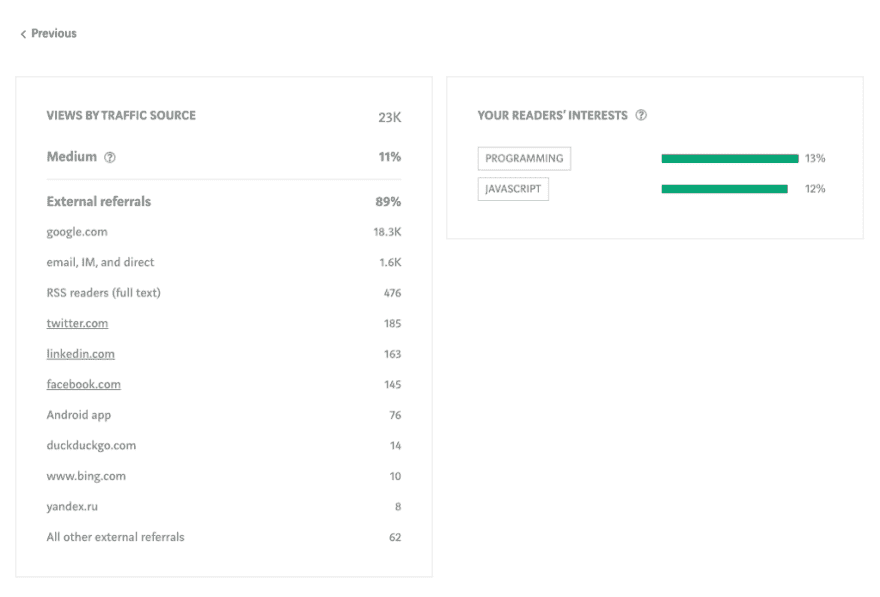 Previous
VIEWS BY TRAFFIC SOURCE 23K
Medium 11%
External referrals 89%
google.com 18.3K
email, IM, and direct 1.6K
RSS readers (full text) 476
twitter.com 185
linkedin.com 163
facebook.com 145
Android app 76
duckduckgo.com 14
www.bing.com 10
yandex.ru 8
All other external referrals 62
YOUR READERS’ INTERESTS
PROGRAMMING 13%
JAVASCRIPT 12%